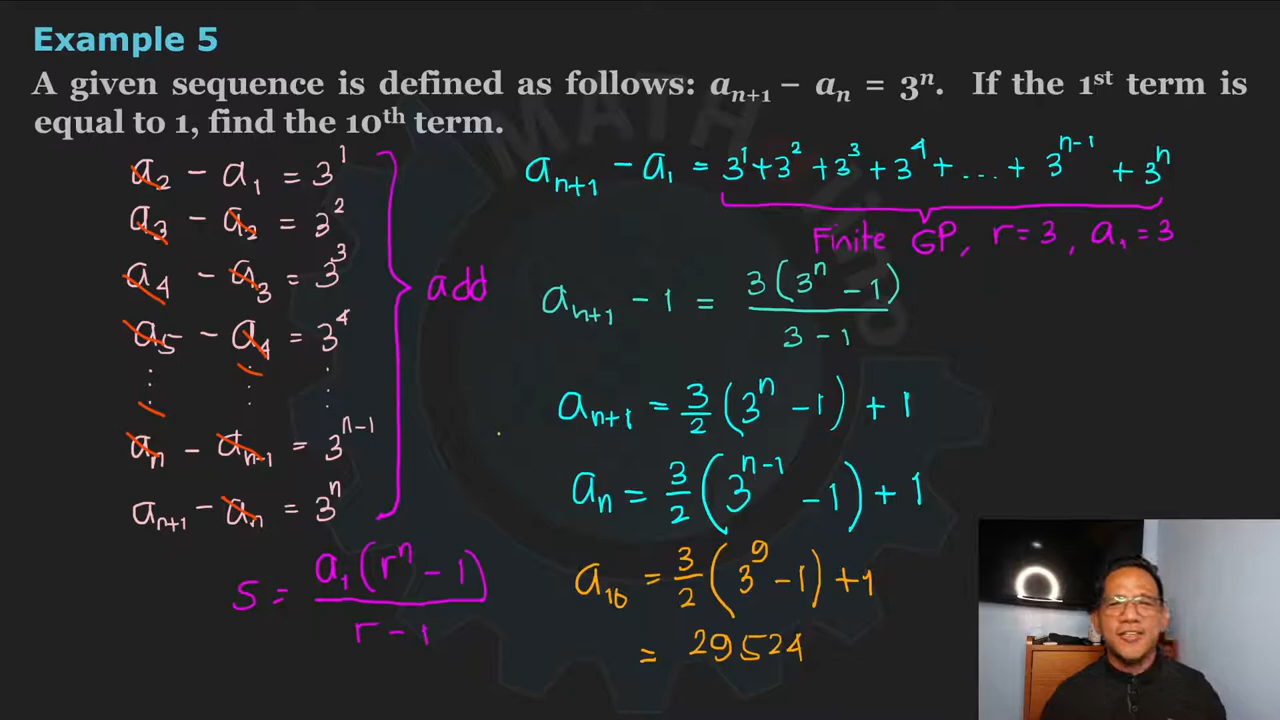 Example 5
A given sequence is defined as follows: aₙ₊₁ − aₙ = 3ⁿ. If the 1ˢᵗ term is
equal to 1, find the 10ᵗʰ term.
a₂ - a₁ = 3¹
a₃ - a₂ = 3²
a₄ - a₃ = 3³
a₅ - a₄ = 3⁴
⋮ ⋮ ⋮
aₙ - aₙ₋₁ = 3ⁿ⁻¹
aₙ₊₁ - aₙ = 3ⁿ
add
S = a₁(rⁿ - 1) / r - 1
aₙ₊₁ - a₁ = 3¹ + 3² + 3³ + 3⁴ + ... + 3ⁿ⁻¹ + 3ⁿ
Finite GP, r = 3, a₁ = 3
aₙ₊₁ - 1 = 3(3ⁿ - 1) / 3 - 1
aₙ₊₁ = 3/2 (3ⁿ - 1) + 1
aₙ = 3/2 (3ⁿ⁻¹ - 1) + 1
a₁₀ = 3/2 (3⁹ - 1) + 1
= 29524
MATH